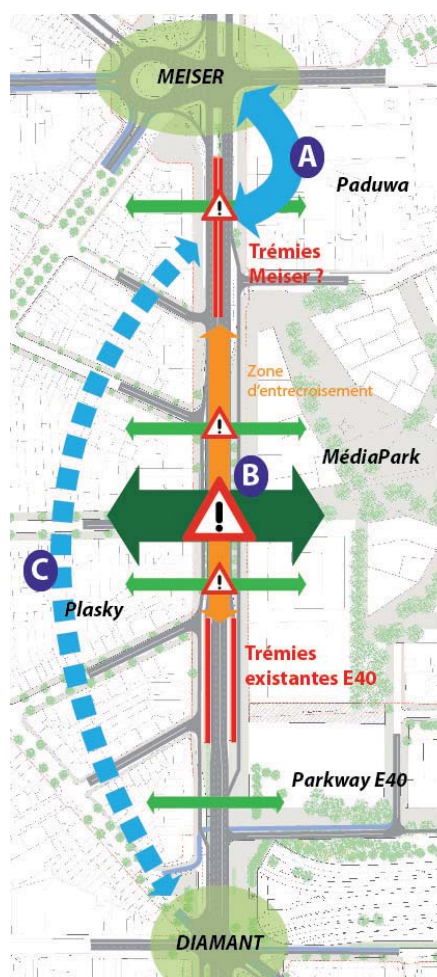 MEISER
A
!
Paduwa
Trémies
Meiser ?
Zone
d'entrecroisement
!
MédiaPark
B
!
C
!
Plasky
Trémies
existantes E40
Parkway E40
DIAMANT